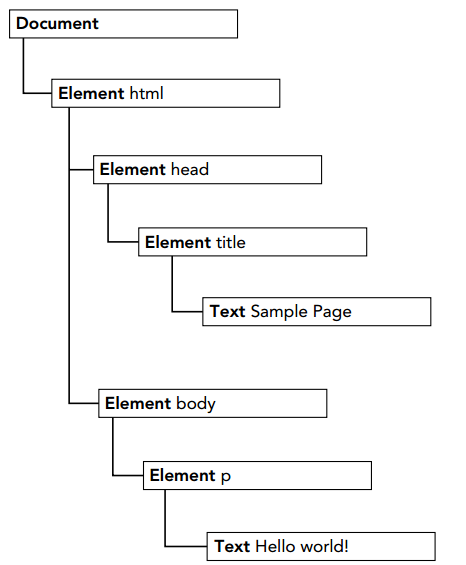 Document
Element html
Element head
Element title
Text Sample Page
Element body
Element p
Text Hello world!